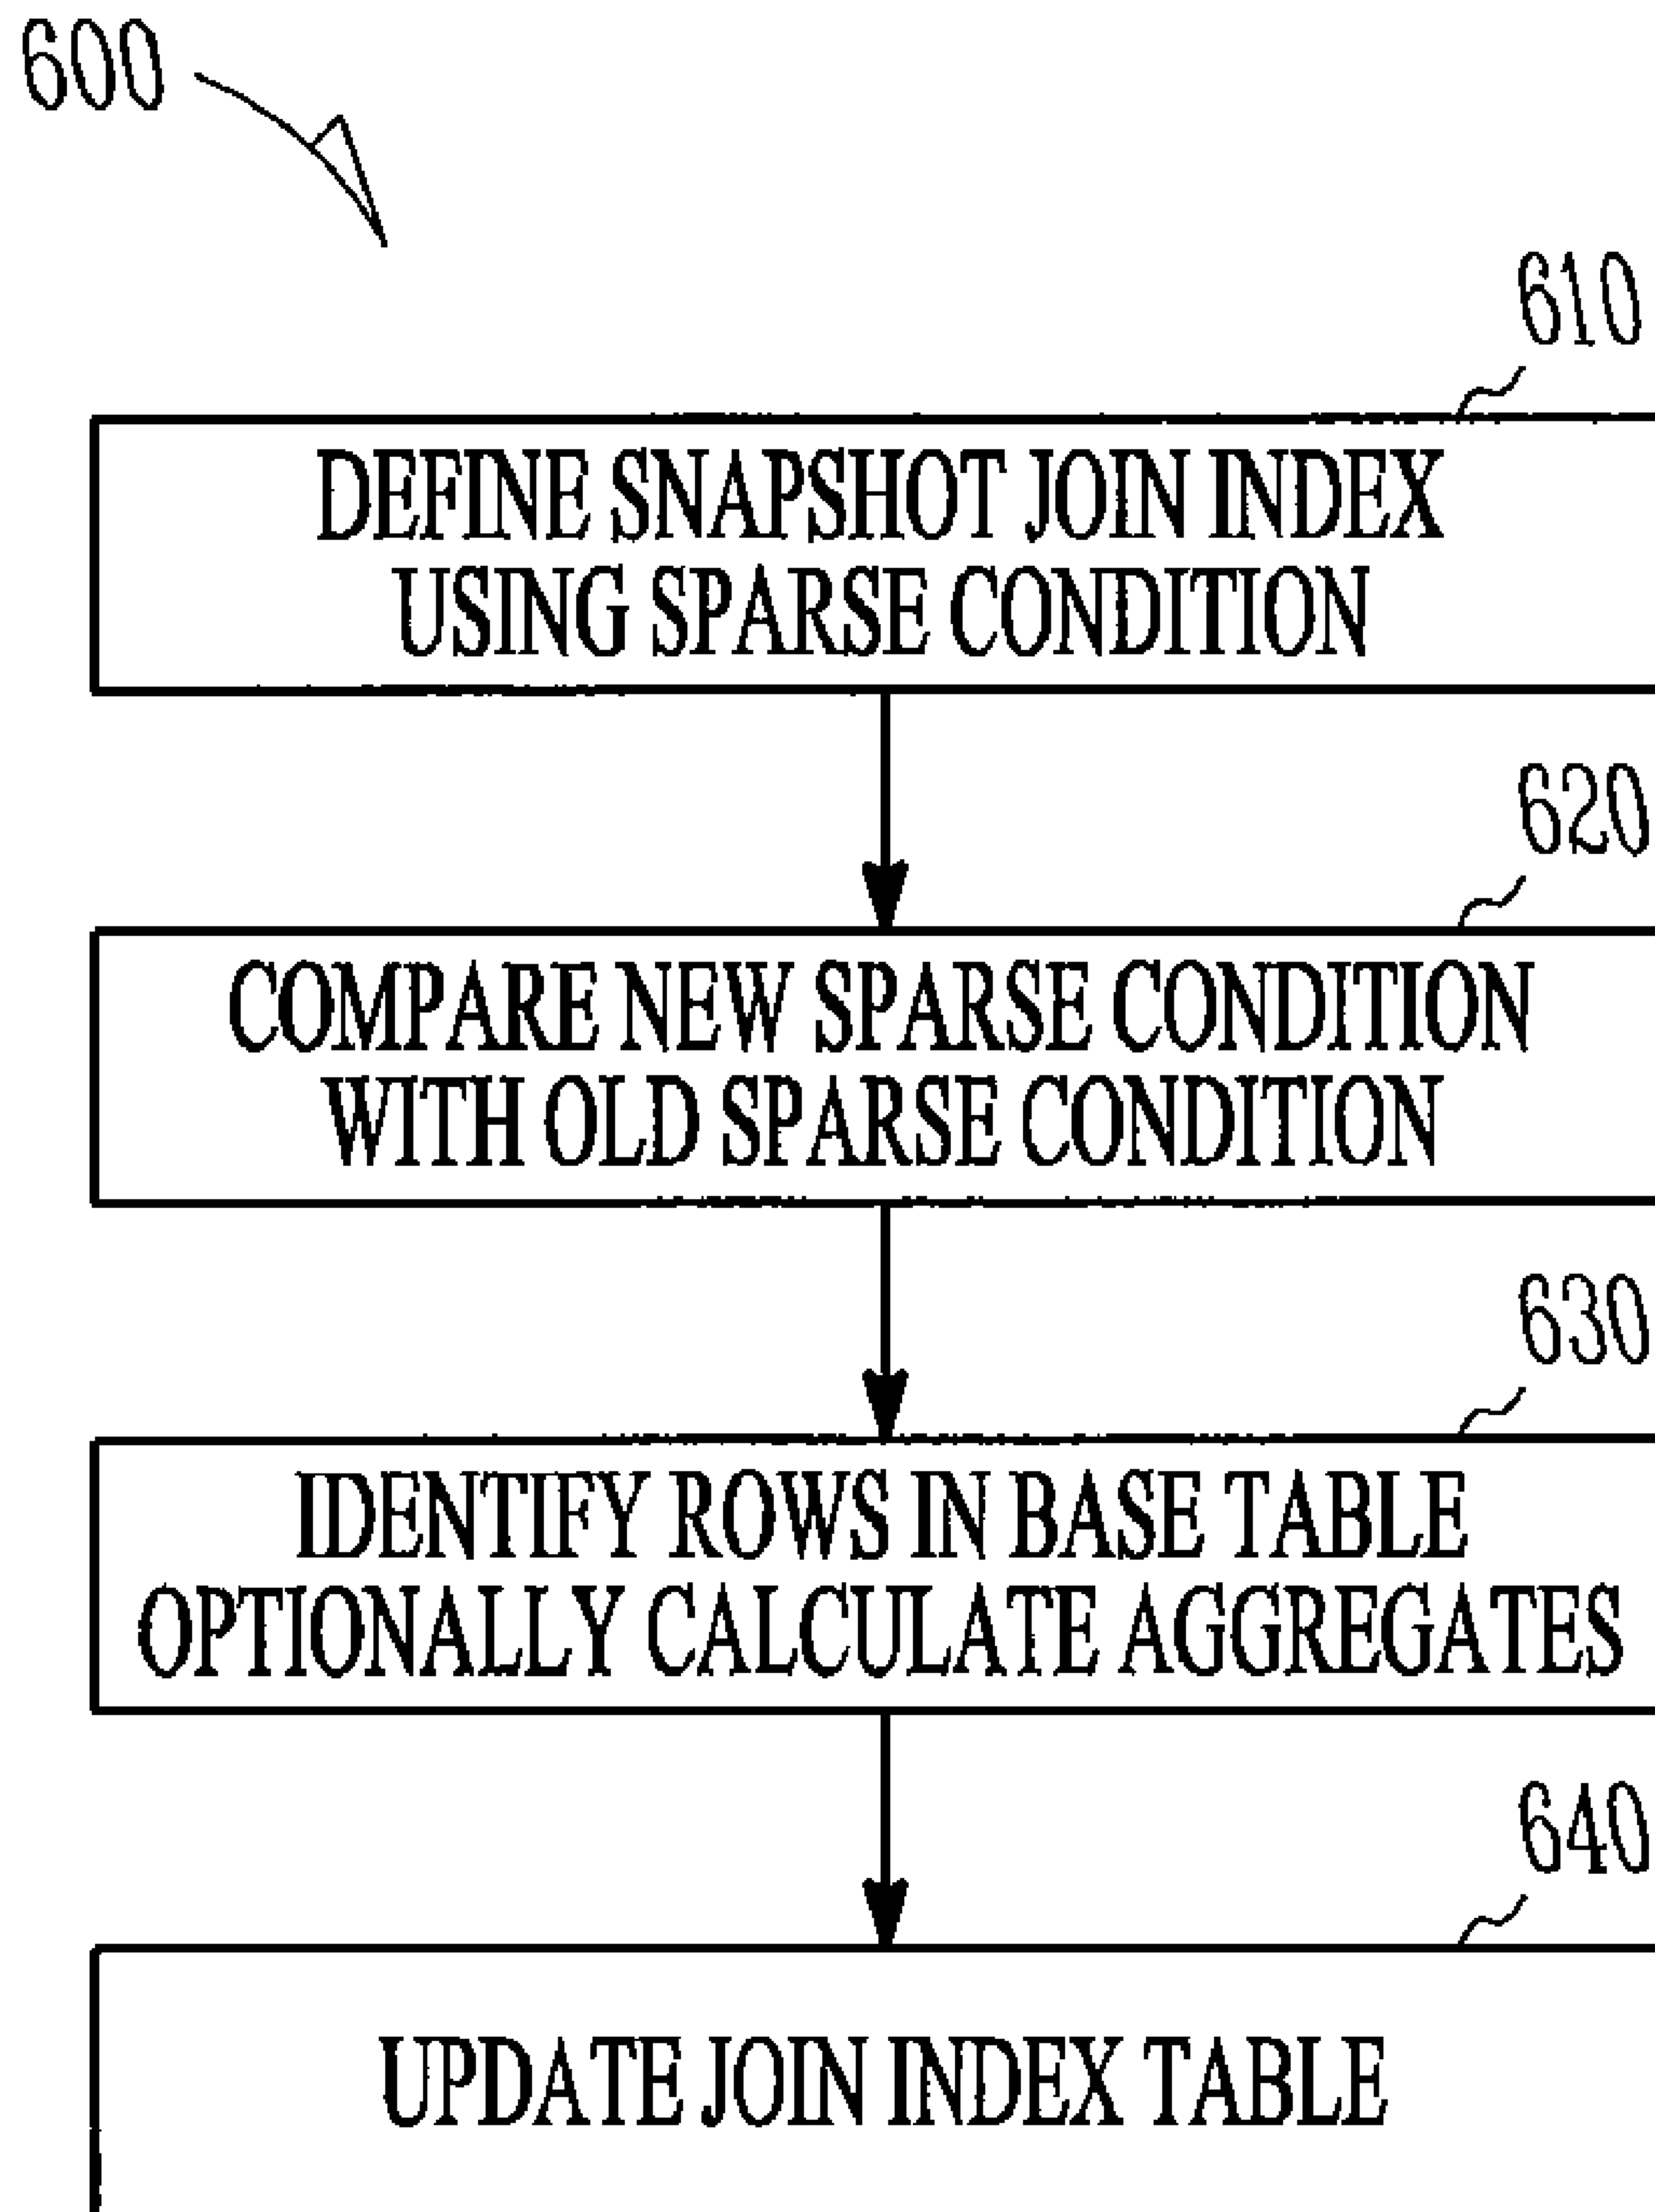 600
610
DEFINE SNAPSHOT JOIN INDEX
USING SPARSE CONDITION
620
COMPARE NEW SPARSE CONDITION
WITH OLD SPARSE CONDITION
630
IDENTIFY ROWS IN BASE TABLE
OPTIONALLY CALCULATE AGGREGATES
640
UPDATE JOIN INDEX TABLE